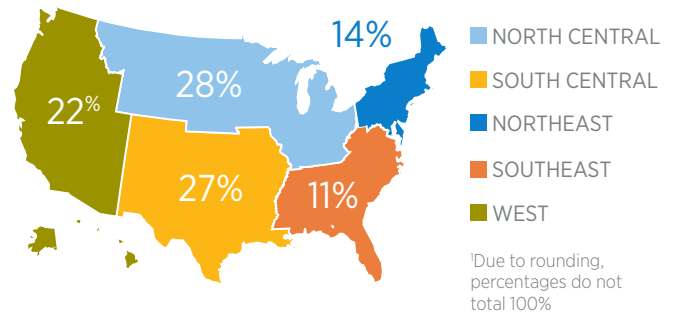 14%
28%
22%
27%
11%
NORTH CENTRAL
SOUTH CENTRAL
NORTHEAST
SOUTHEAST
WEST
¹Due to rounding,
percentages do not
total 100%